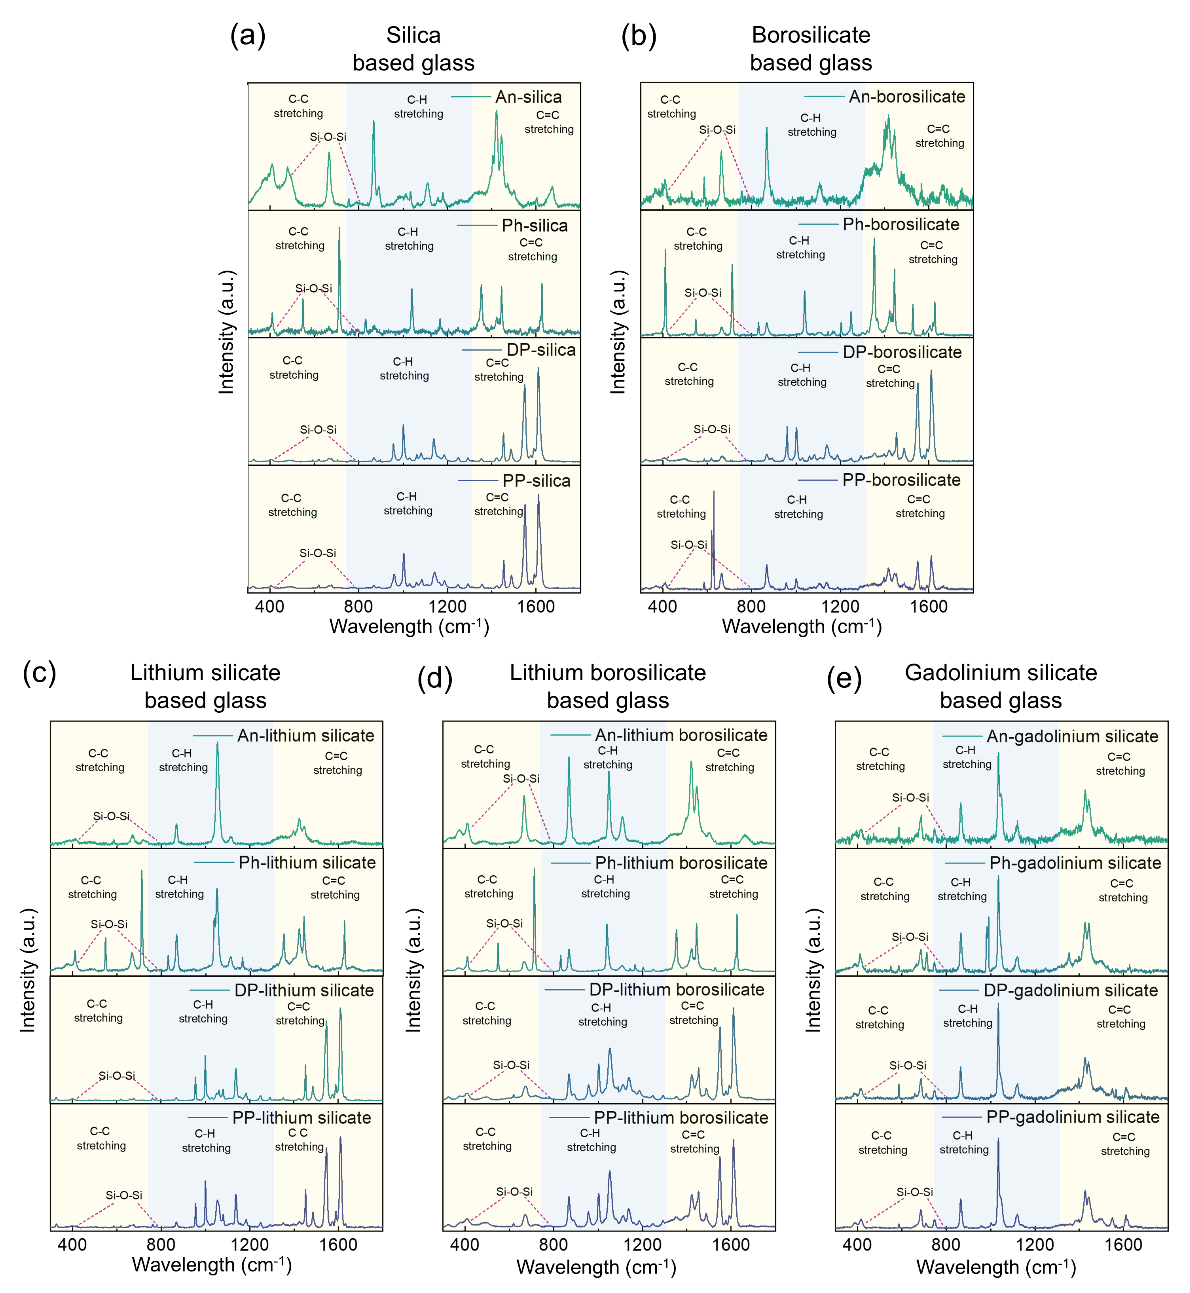 (a)
Silica
based glass
(b)
Borosilicate
based glass
Intensity (a.u.)
C-C
stretching
Si-O-Si
C-H
stretching
An-silica
C=C
stretching
C-C
stretching
Si-O-Si
C-H
stretching
Ph-silica
C=C
stretching
C-C
stretching
Si-O-Si
C-H
stretching
DP-silica
C=C
stretching
C-C
stretching
Si-O-Si
C-H
stretching
PP-silica
C=C
stretching
400 800 1200 1600
Wavelength (cm-1)
Intensity (a.u.)
C-C
stretching
Si-O-Si
C-H
stretching
An-borosilicate
C=C
stretching
C-C
stretching
Si-O-Si
C-H
stretching
Ph-borosilicate
C=C
stretching
C-C
stretching
Si-O-Si
C-H
stretching
DP-borosilicate
C=C
stretching
C-C
stretching
Si-O-Si
C-H
stretching
PP-borosilicate
C=C
stretching
400 800 1200 1600
Wavelength (cm-1)
(c)
Lithium silicate
based glass
(d)
Lithium borosilicate
based glass
(e)
Gadolinium silicate
based glass
Intensity (a.u.)
C-C
stretching
Si-O-Si
C-H
stretching
An-lithium silicate
C=C
stretching
C-C
stretching
Si-O-Si
C-H
stretching
Ph-lithium silicate
C=C
stretching
C-C
stretching
Si-O-Si
C-H
stretching
DP-lithium silicate
C=C
stretching
C-C
stretching
Si-O-Si
C-H
stretching
PP-lithium silicate
C C
stretching
400 800 1200 1600
Wavelength (cm-1)
Intensity (a.u.)
C-C
stretching
Si-O-Si
C-H
stretching
An-lithium borosilicate
C=C
stretching
C-C
stretching
Si-O-Si
C-H
stretching
Ph-lithium borosilicate
C=C
stretching
C-C
stretching
Si-O-Si
C-H
stretching
DP-lithium borosilicate
C=C
stretching
C-C
stretching
Si-O-Si
C-H
stretching
PP-lithium borosilicate
C=C
stretching
400 800 1200 1600
Wavelength (cm-1)
Intensity (a.u.)
C-C
stretching
Si-O-Si
C-H
stretching
An-gadolinium silicate
C=C
stretching
C-C
stretching
Si-O-Si
C-H
stretching
Ph-gadolinium silicate
C=C
stretching
C-C
stretching
Si-O-Si
C-H
stretching
DP-gadolinium silicate
C=C
stretching
C-C
stretching
Si-O-Si
C-H
stretching
PP-gadolinium silicate
C=C
stretching
400 800 1200 1600
Wavelength (cm-1)